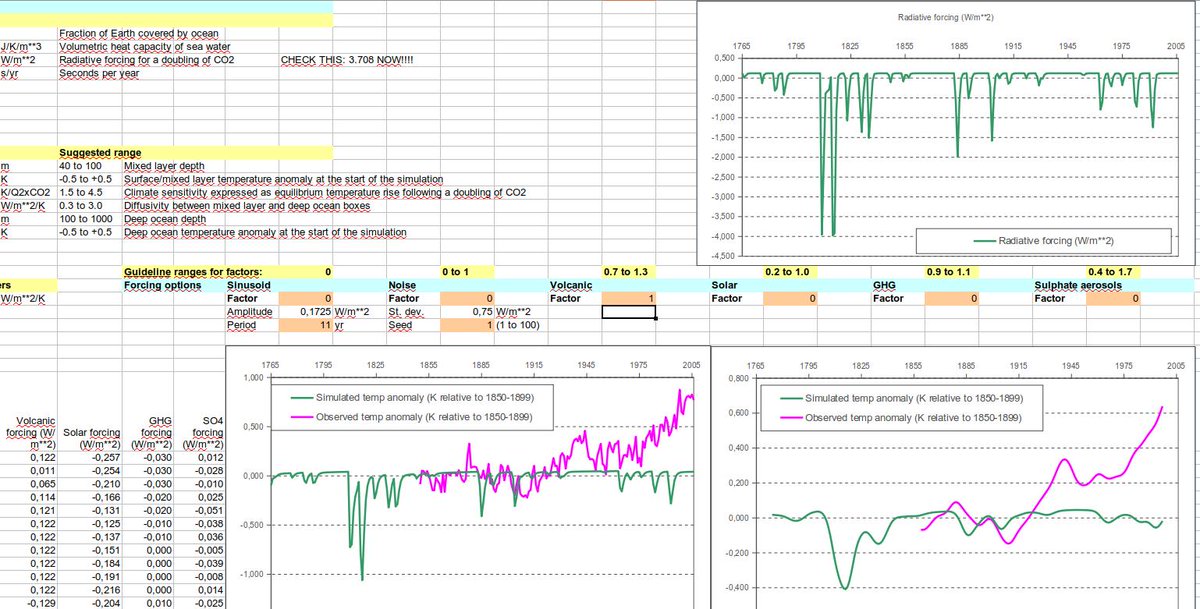 Fraction of Earth covered by ocean
J/K/m**3 Volumetric heat capacity of sea water
W/m**2 Radiative forcing for a doubling of CO2 CHECK THIS: 3.708 NOW!!!!
s/yr Seconds per year
Suggested range
m 40 to 100 Mixed layer depth
K -0.5 to +0.5 Surface/mixed layer temperature anomaly at the start of the simulation
K/Q2xCO2 1.5 to 4.5 Climate sensitivity expressed as equilibrium temperature rise following a doubling of CO2
W/m**2/K 0.3 to 3.0 Diffusivity between mixed layer and deep ocean boxes
m 100 to 1000 Deep ocean depth
K -0.5 to +0.5 Deep ocean temperature anomaly at the start of the simulation
Radiative forcing (W/m**2)
1765 1795 1825 1855 1885 1915 1945 1975 2005
0,500
0,000
-0,500
-1,000
-1,500
-2,000
-2,500
-3,000
-3,500
-4,000
-4,500
Radiative forcing (W/m**2)
Guideline ranges for factors: 0 0 to 1 0.7 to 1.3 0.2 to 1.0 0.9 to 1.1 0.4 to 1.7
ers Forcing options Sinusoid Noise Volcanic Solar GHG Sulphate aerosols
W/m**2/K Factor 0 Factor 0 Factor 1 Factor 0 Factor 0 Factor 0
Amplitude 0,1725 W/m**2 St. dev. 0,75 W/m**2
Period 11 yr Seed 1 (1 to 100)
Volcanic forcing (W/m**2) Solar forcing (W/m**2) GHG forcing (W/m**2) SO4 forcing (W/m**2)
0,122 -0,257 -0,030 0,012
0,011 -0,254 -0,030 -0,028
0,065 -0,210 -0,030 -0,010
0,114 -0,166 -0,020 0,025
0,121 -0,131 -0,020 -0,051
0,122 -0,125 -0,010 -0,038
0,122 -0,137 -0,010 0,036
0,122 -0,151 0,000 -0,005
0,122 -0,184 0,000 -0,039
0,122 -0,191 0,000 -0,008
0,122 -0,216 0,000 0,014
-0,129 -0,204 0,010 -0,025
1765 1795 1825 1855 1885 1915 1945 1975 2005
1,000
0,500
0,000
-0,500
-1,000
Simulated temp anomaly (K relative to 1850-1899)
Observed temp anomaly (K relative to 1850-1899)
1765 1795 1825 1855 1885 1915 1945 1975 2005
0,800
0,600
0,400
0,200
0,000
-0,200
-0,400
Simulated temp anomaly (K relative to 1850-1899)
Observed temp anomaly (K relative to 1850-1899)